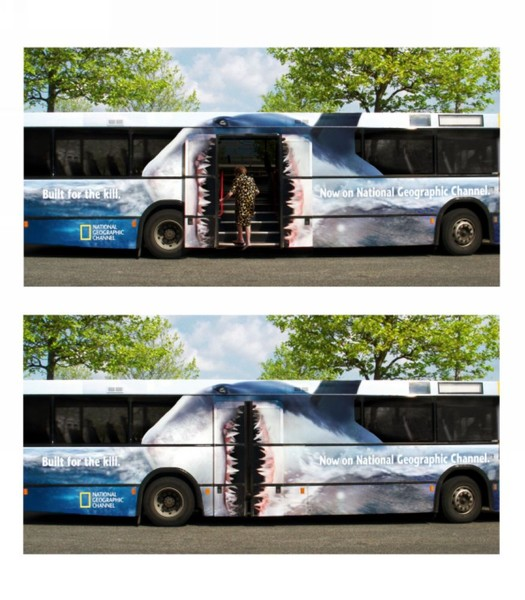 Built for the kill.
Now on National Geographic Channel.
NATIONAL
GEOGRAPHIC
CHANNEL
Built for the kill.
Now on National Geographic Channel.
NATIONAL
GEOGRAPHIC
CHANNEL